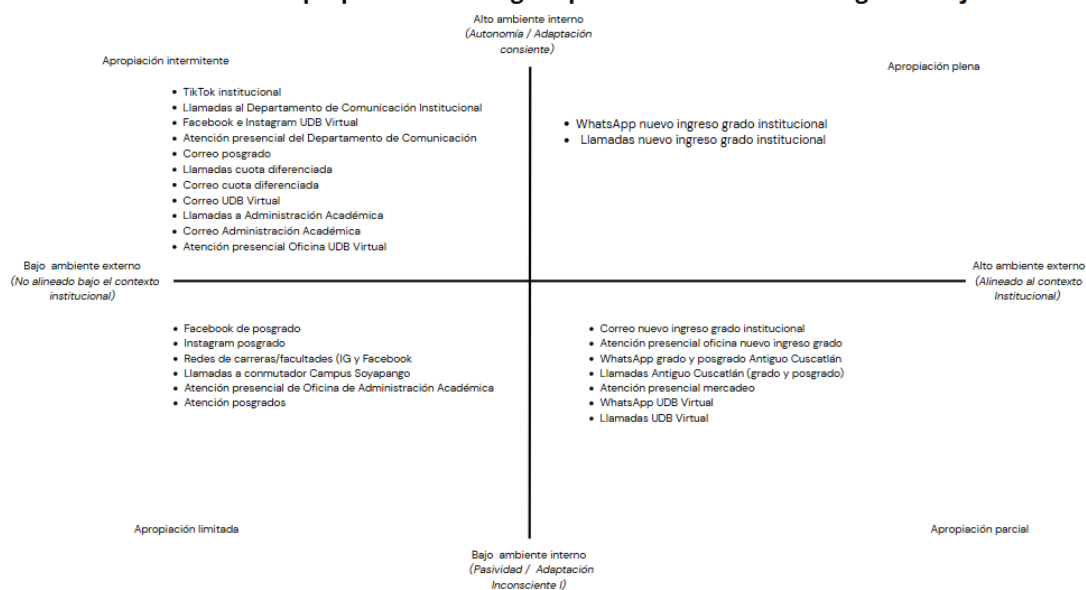 Alto ambiente interno
(Autonomía / Adaptación
consiente)
Apropiación intermitente
Apropiación plena
• TikTok institucional
• Llamadas al Departamento de Comunicación Institucional
• Facebook e Instagram UDB Virtual
• Atención presencial del Departamento de Comunicación
• Correo posgrado
• Llamadas cuota diferenciada
• Correo cuota diferenciada
• Correo UDB Virtual
• Llamadas a Administración Académica
• Correo Administración Académica
• Atención presencial Oficina UDB Virtual
• WhatsApp nuevo ingreso grado institucional
• Llamadas nuevo ingreso grado institucional
Bajo ambiente externo
(No alineado bajo el contexto
institucional)
Alto ambiente externo
(Alineado al contexto
Institucional)
• Facebook de posgrado
• Instagram posgrado
• Redes de carreras/facultades (IG y Facebook
• Llamadas a conmutador Campus Soyapango
• Atención presencial de Oficina de Administración Académica
• Atención posgrados
• Correo nuevo ingreso grado institucional
• Atención presencial oficina nuevo ingreso grado
• WhatsApp grado y posgrado Antiguo Cuscatlán
• Llamadas Antiguo Cuscatlán (grado y posgrado)
• Atención presencial mercadeo
• WhatsApp UDB Virtual
• Llamadas UDB Virtual
Apropiación limitada
Apropiación parcial
Bajo ambiente interno
(Pasividad / Adaptación
Inconsciente I)